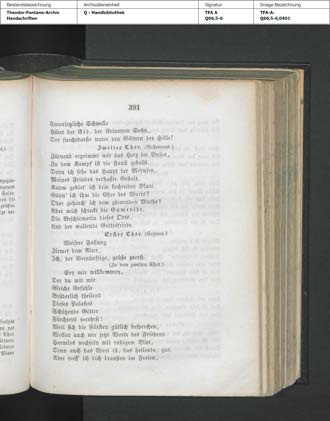 Bestandsbezeichnung
Theodor-Fontane-Archiv
Handschriften
Archivalieneinheit
Q - Handbibliothek
Signatur
TFA A
Q66,5-6
Image-Bezeichnung
TFA-A-
Q66,5-6,0401
391
Unverletzliche Schwelle
Hütet der Eid, der Erinnyen Sohn,
Der furchtbarste unter den Göttern der Hölle!
Zweiter Chor. (Bohemund.)
Zürnend ergrimmt mir das Herz im Busen,
Zu dem Kampf ist die Faust geballt,
Denn ich sehe das Haupt der Medusen,
Meines Feindes verhaßte Gestalt.
Kaum gebiet' ich dem kochenden Blute.
Gönn' ich ihm die Ehre des Worts?
Oder gehorch' ich dem zürnenden Muthe?
Aber mich schreckt die Eumenide,
Die Beschirmerin dieses Orts,
Und der waltende Gottesfriede.
Erster Chor. (Cajetan.)
Weisere Fassung
Ziemet dem Alter,
Ich, der Vernünftige, grüße zuerst.
(Zu dem zweiten Chor.)
Sey mir willkommen,
Der du mit mir
Gleiche Gefühle
Brüderlich theilend
Dieses Palastes
Schützende Götter
Fürchtend verehrst!
Weil sich die Fürsten gütlich besprechen,
Wollen auch wir jetzt Worte des Friedens
Harmlos wechseln mit ruhigem Blut,
Denn auch das Wort ist, das heilende, gut.
Aber treff' ich dich draußen im Freien,